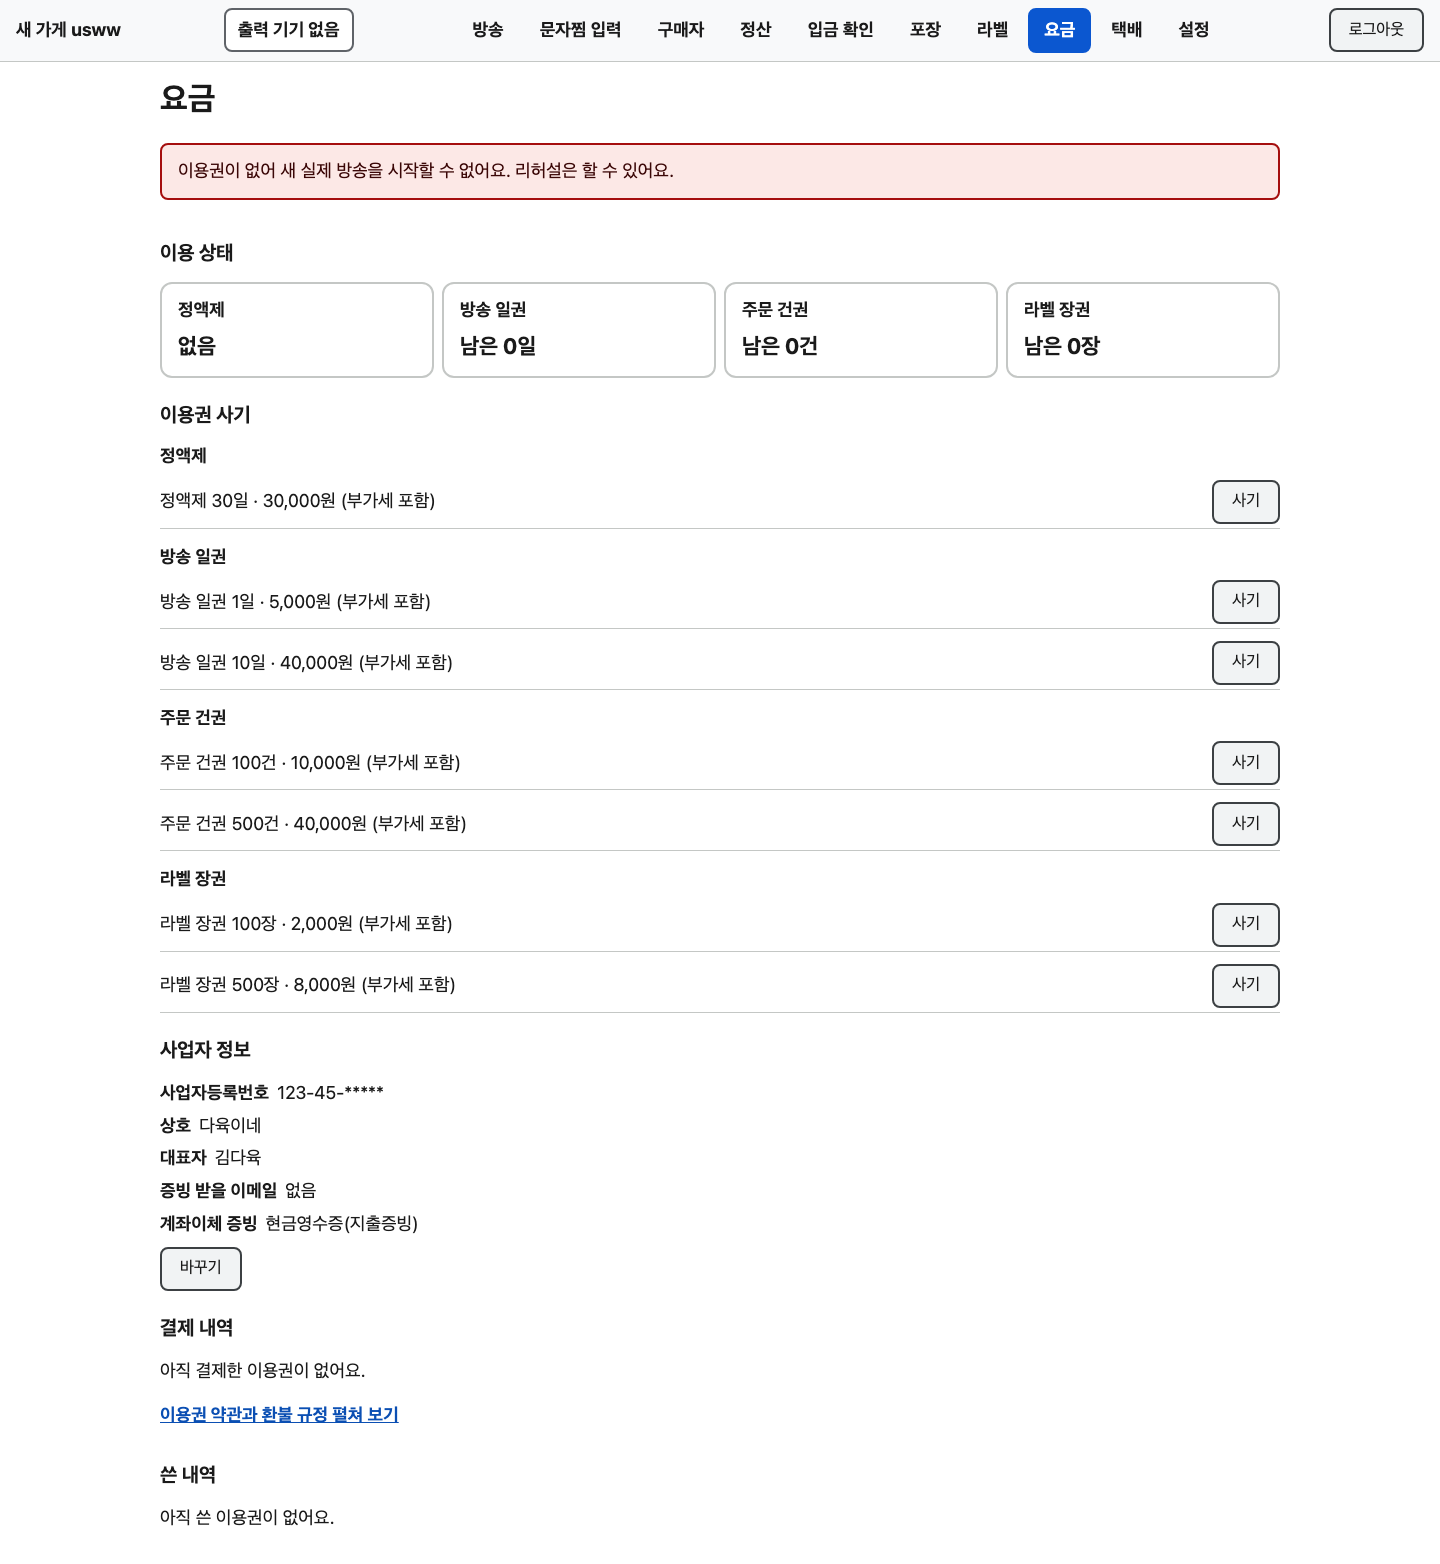 새 가게 usww
출력 기기 없음
방송 문자찜 입력 구매자 정산 입금 확인 포장 라벨 요금 택배 설정
로그아웃
요금
이용권이 없어 새 실제 방송을 시작할 수 없어요. 리허설은 할 수 있어요.
이용 상태
정액제
없음
방송 일권
남은 0일
주문 건권
남은 0건
라벨 장권
남은 0장
이용권 사기
정액제
정액제 30일 · 30,000원 (부가세 포함)
사기
방송 일권
방송 일권 1일 · 5,000원 (부가세 포함)
사기
방송 일권 10일 · 40,000원 (부가세 포함)
사기
주문 건권
주문 건권 100건 · 10,000원 (부가세 포함)
사기
주문 건권 500건 · 40,000원 (부가세 포함)
사기
라벨 장권
라벨 장권 100장 · 2,000원 (부가세 포함)
사기
라벨 장권 500장 · 8,000원 (부가세 포함)
사기
사업자 정보
사업자등록번호 123-45-*****
상호 다육이네
대표자 김다육
증빙 받을 이메일 없음
계좌이체 증빙 현금영수증(지출증빙)
바꾸기
결제 내역
아직 결제한 이용권이 없어요.
이용권 약관과 환불 규정 펼쳐 보기
쓴 내역
아직 쓴 이용권이 없어요.